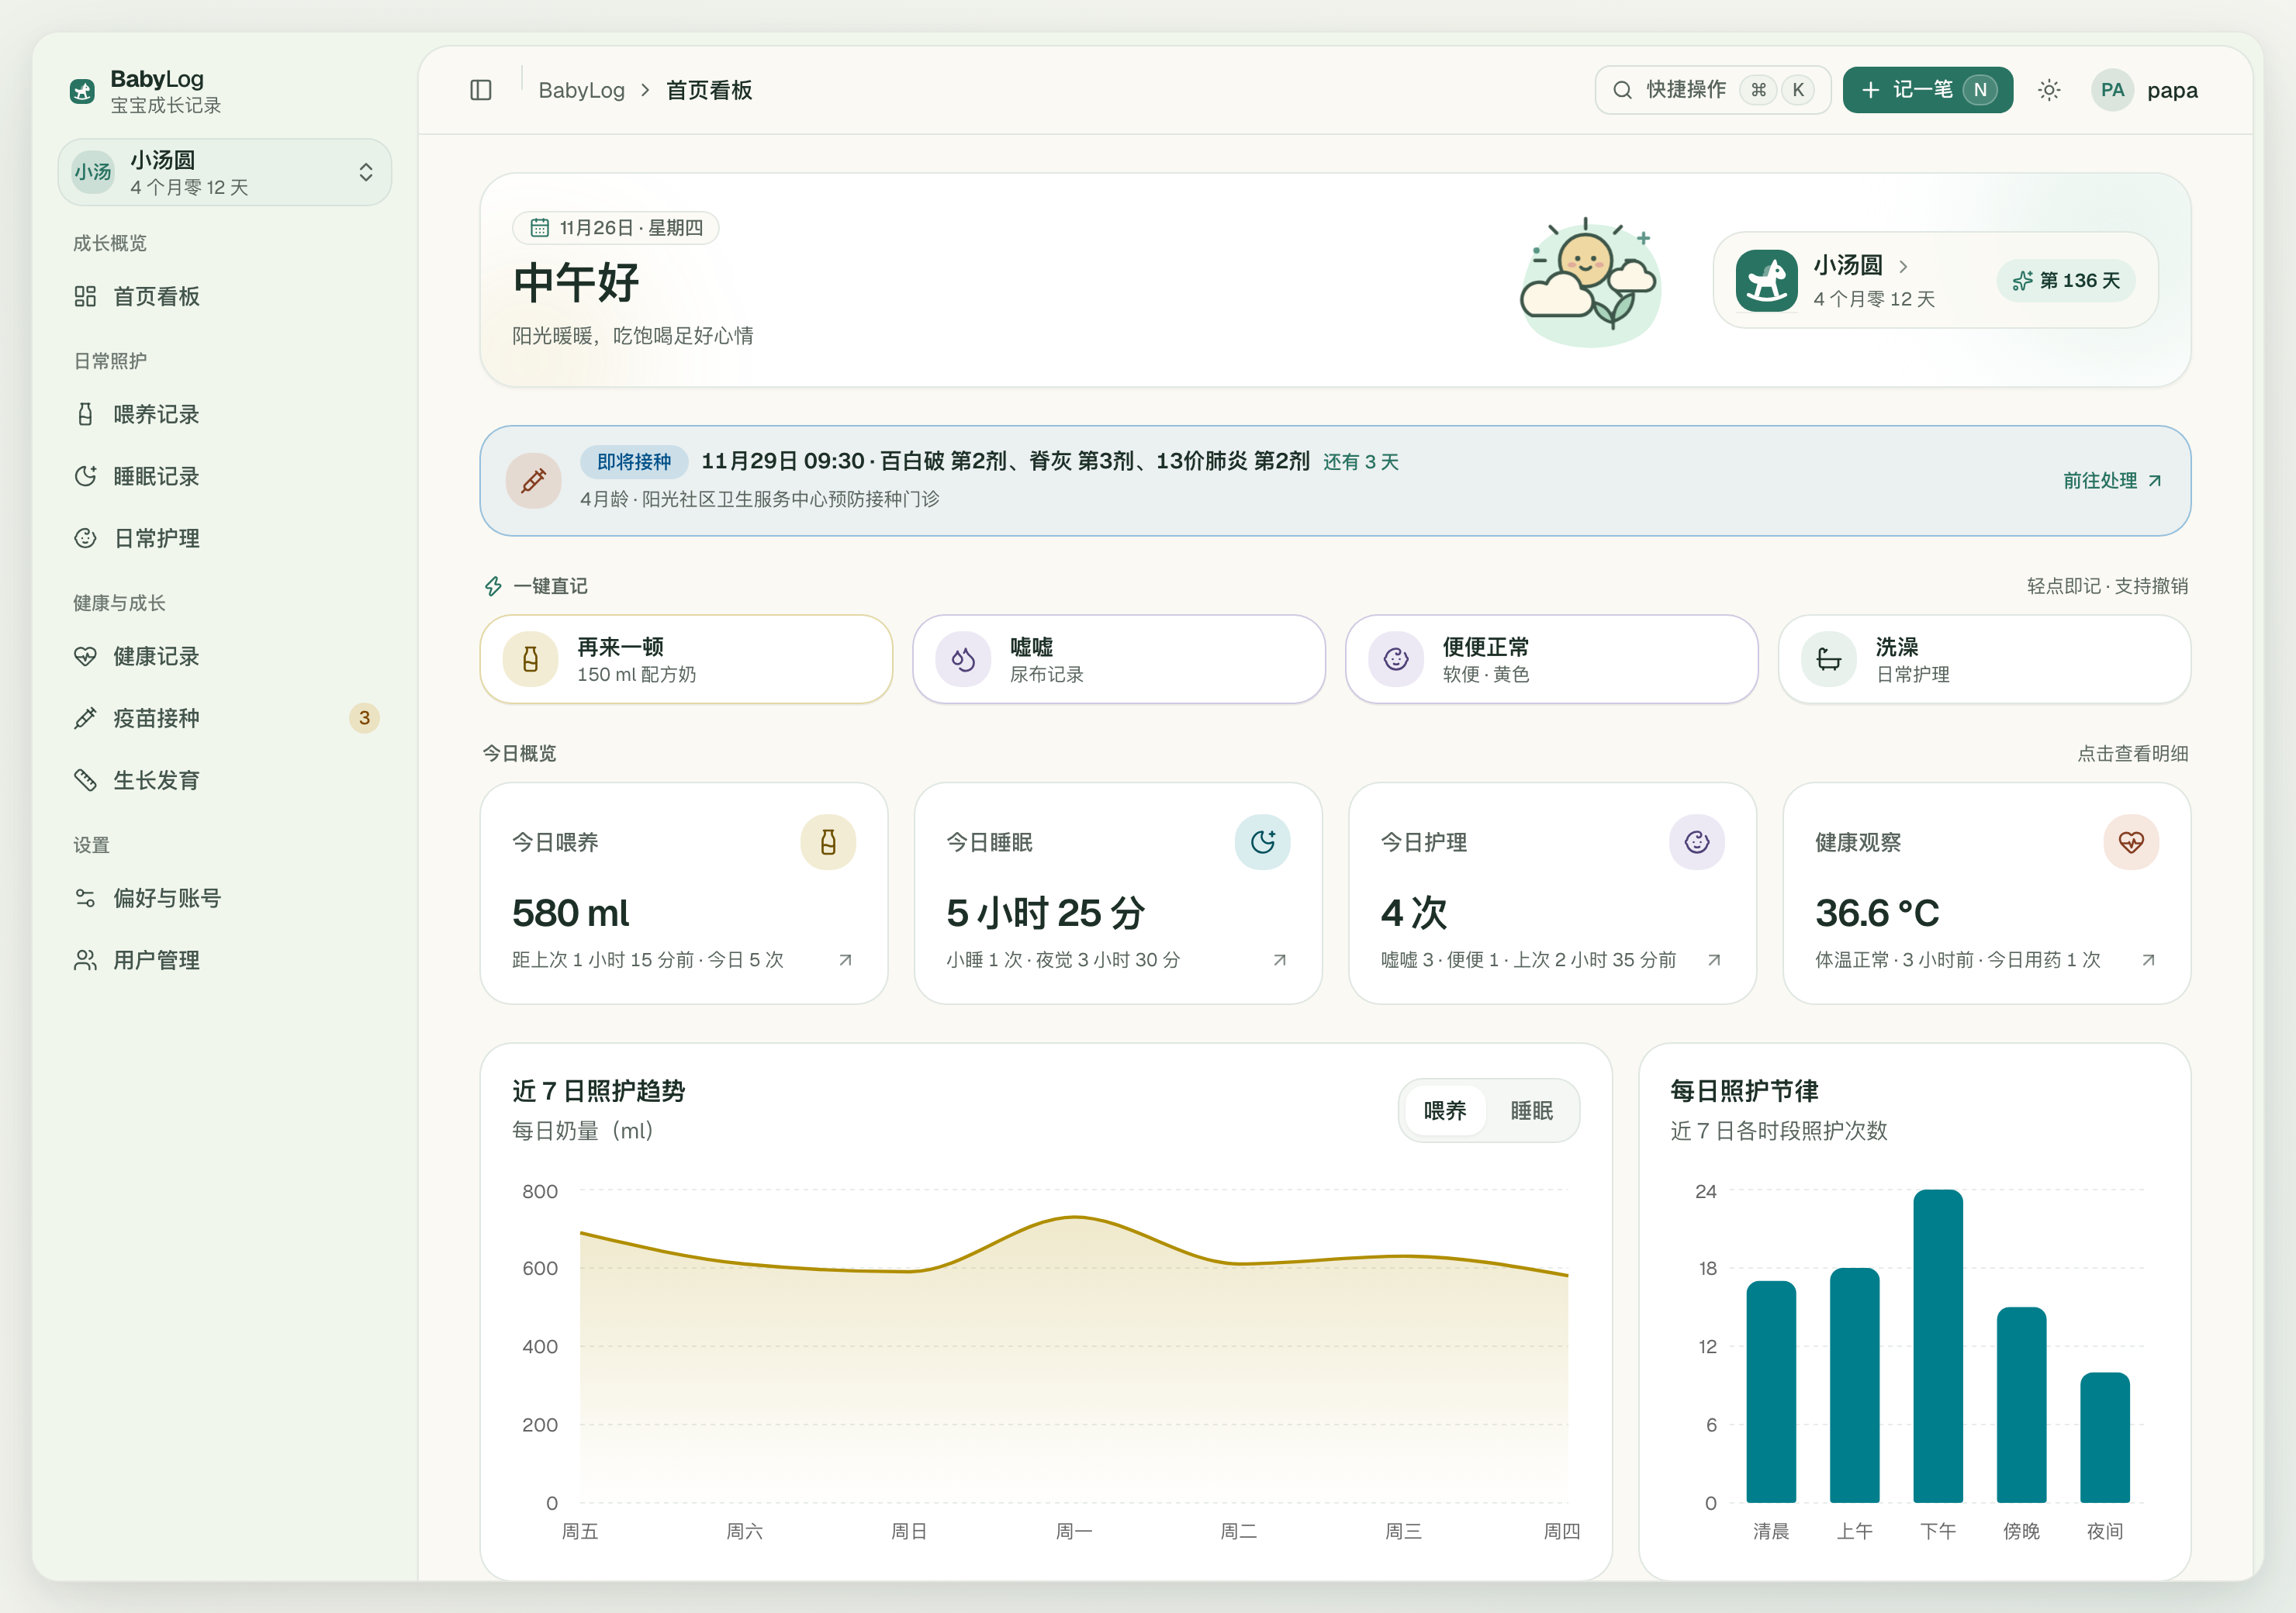 BabyLog
宝宝成长记录
小汤
小汤圆
4 个月零 12 天
成长概览
首页看板
日常照护
喂养记录
睡眠记录
日常护理
健康与成长
健康记录
疫苗接种
3
生长发育
设置
偏好与账号
用户管理
BabyLog
首页看板
快捷操作 ⌘ K
记一笔 N
PA papa
11月26日 · 星期四
中午好
阳光暖暖，吃饱喝足好心情
小汤圆
4 个月零 12 天
第 136 天
即将接种 11月29日 09:30 · 百白破 第2剂、脊灰 第3剂、13价肺炎 第2剂 还有 3 天
4月龄 · 阳光社区卫生服务中心预防接种门诊
前往处理
一键直记
轻点即记 · 支持撤销
再来一顿
150 ml 配方奶
嘘嘘
尿布记录
便便正常
软便 · 黄色
洗澡
日常护理
今日概览
点击查看明细
今日喂养
580 ml
距上次 1 小时 15 分前 · 今日 5 次
今日睡眠
5 小时 25 分
小睡 1 次 · 夜觉 3 小时 30 分
今日护理
4 次
嘘嘘 3 · 便便 1 · 上次 2 小时 35 分前
健康观察
36.6 °C
体温正常 · 3 小时前 · 今日用药 1 次
近 7 日照护趋势
每日奶量（ml）
喂养 睡眠
800
600
400
200
0
周五 周六 周日 周一 周二 周三 周四
每日照护节律
近 7 日各时段照护次数
24
18
12
6
0
清晨 上午 下午 傍晚 夜间